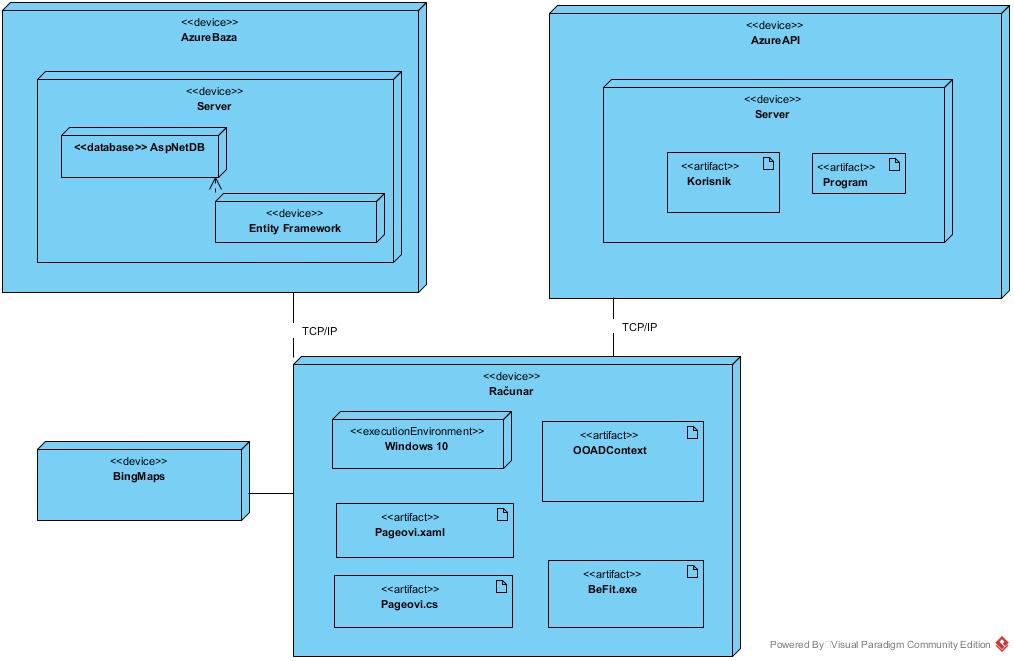 <<device>>
AzureBaza
<<device>>
Server
<<database>> AspNetDB
<<device>>
Entity Framework
<<device>>
AzureAPI
<<device>>
Server
<<artifact>>
Korisnik
<<artifact>>
Program
TCP/IP
TCP/IP
<<device>>
Računar
<<executionEnvironment>>
Windows 10
<<artifact>>
OOADContext
<<device>>
BingMaps
<<artifact>>
Pageovi.xaml
<<artifact>>
Pageovi.cs
<<artifact>>
BeFit.exe
Powered By Visual Paradigm Community Edition